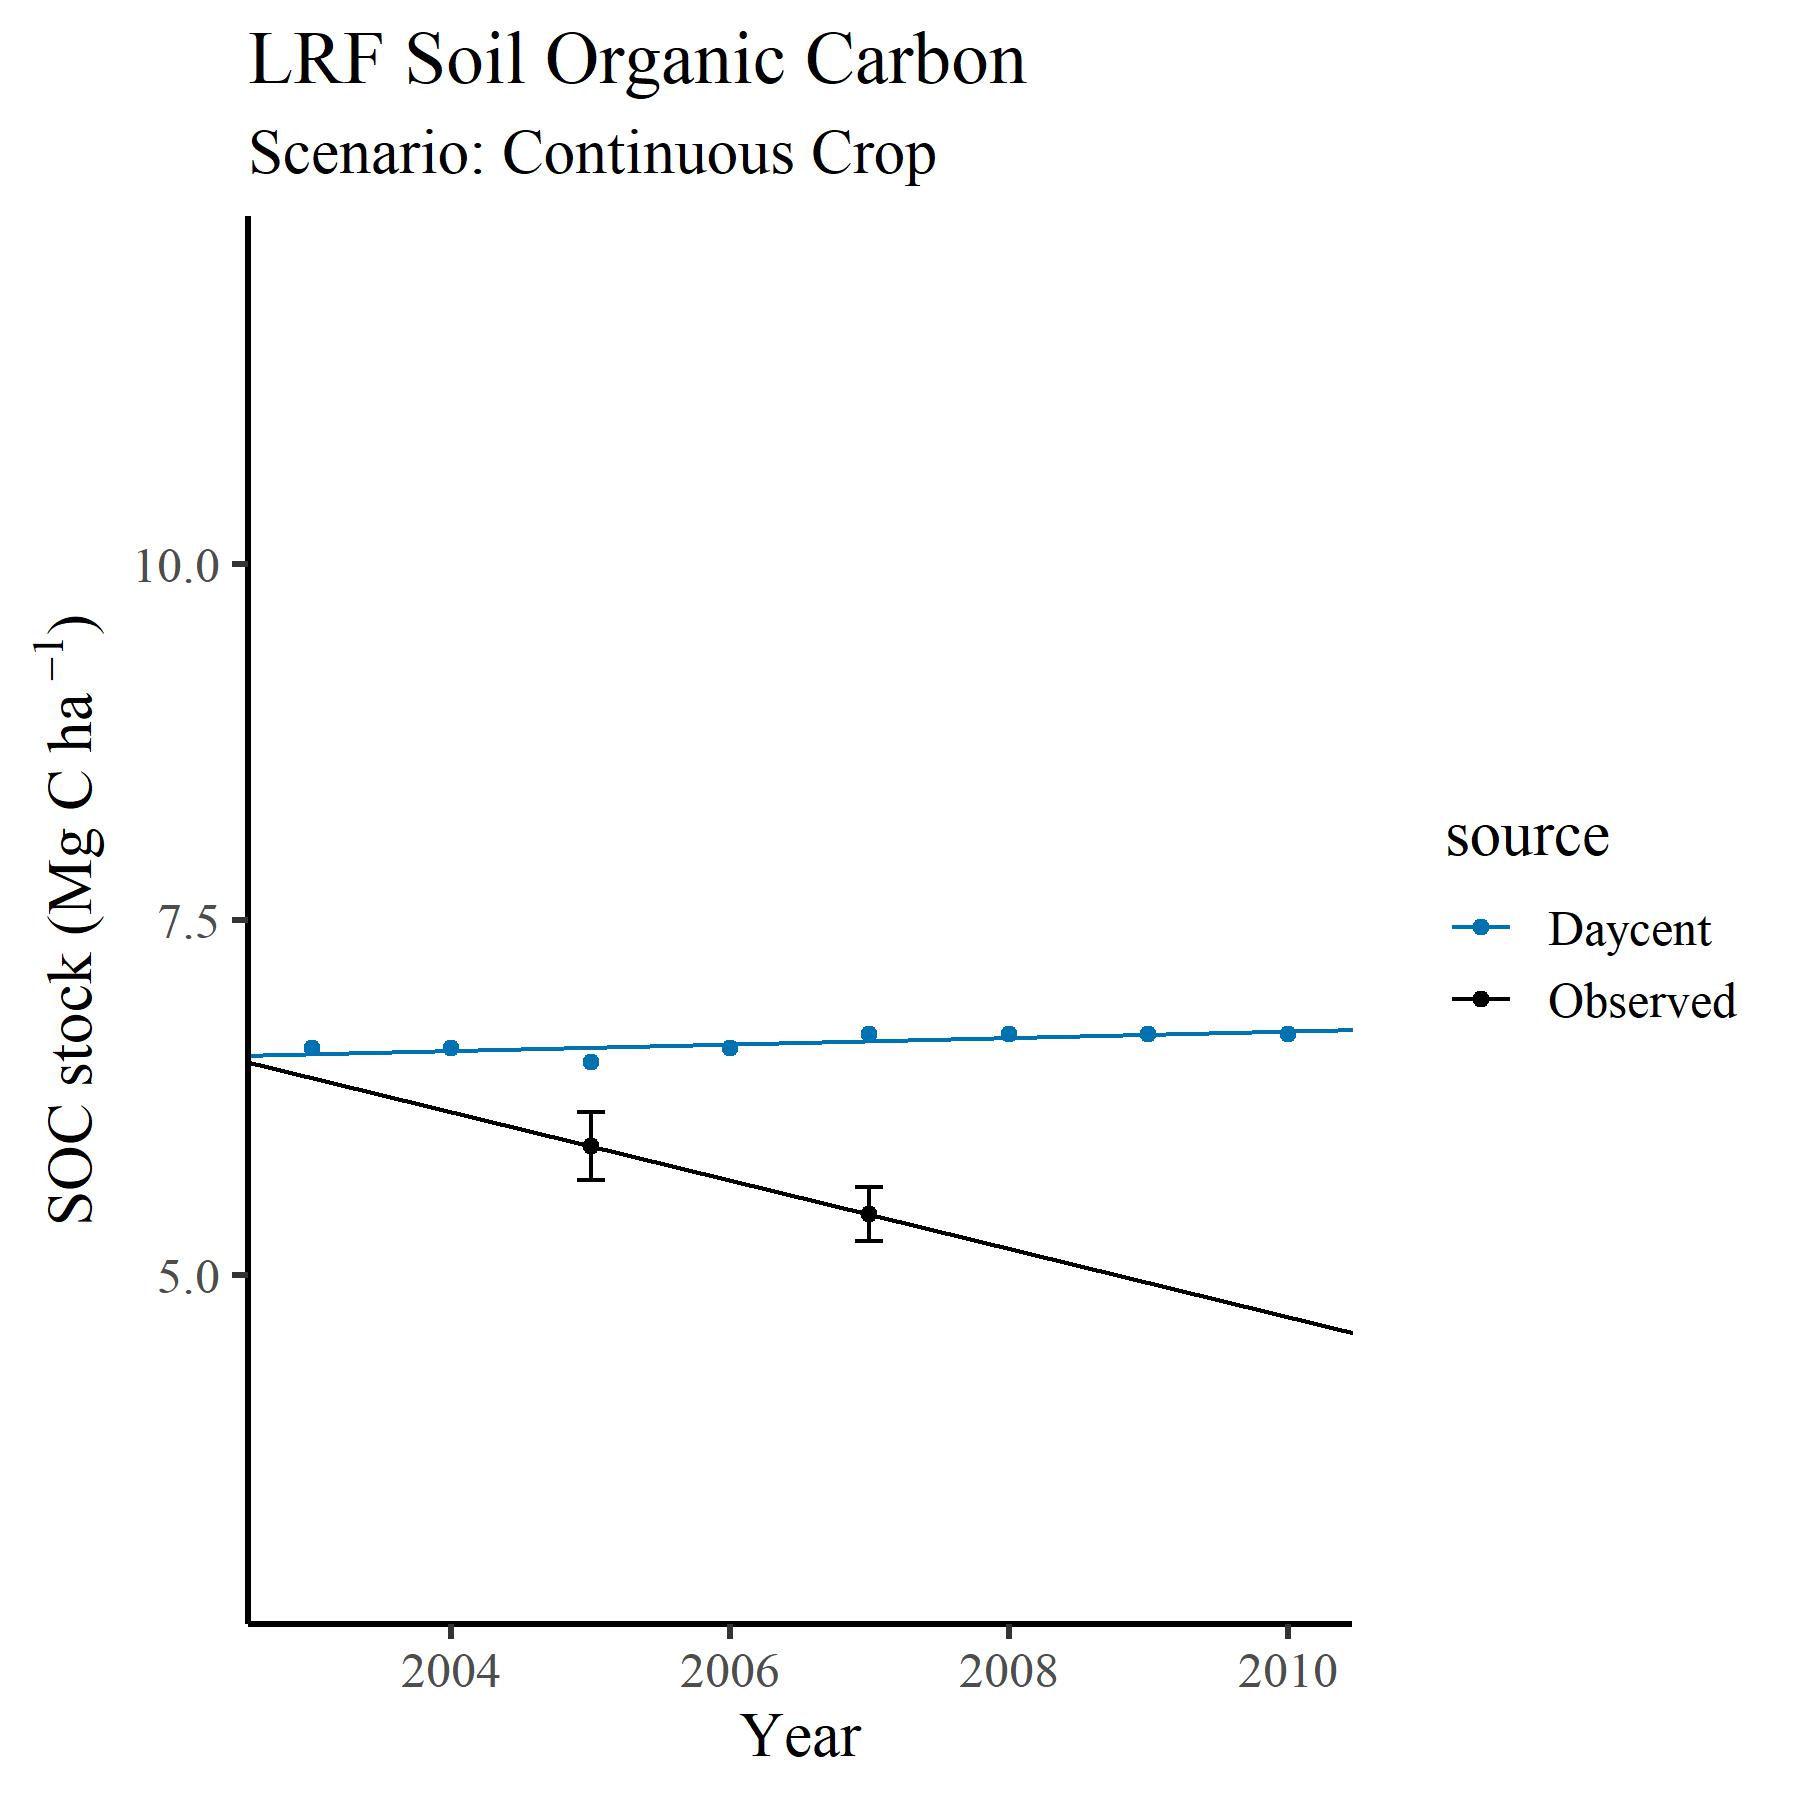 LRF Soil Organic Carbon
Scenario: Continuous Crop
SOC stock (Mg C ha −1)
10.0
7.5
5.0
2004 2006 2008 2010
Year
source
Daycent
Observed